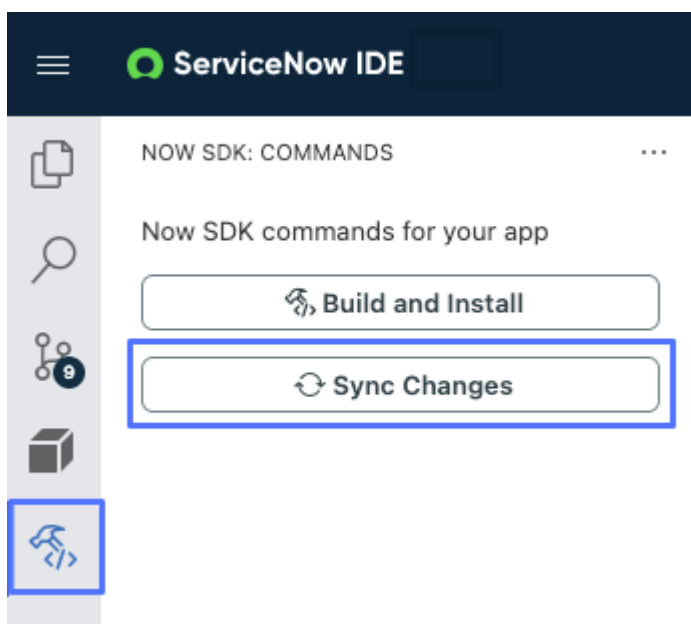 ServiceNow IDE
NOW SDK: COMMANDS
Now SDK commands for your app
Build and Install
Sync Changes
9